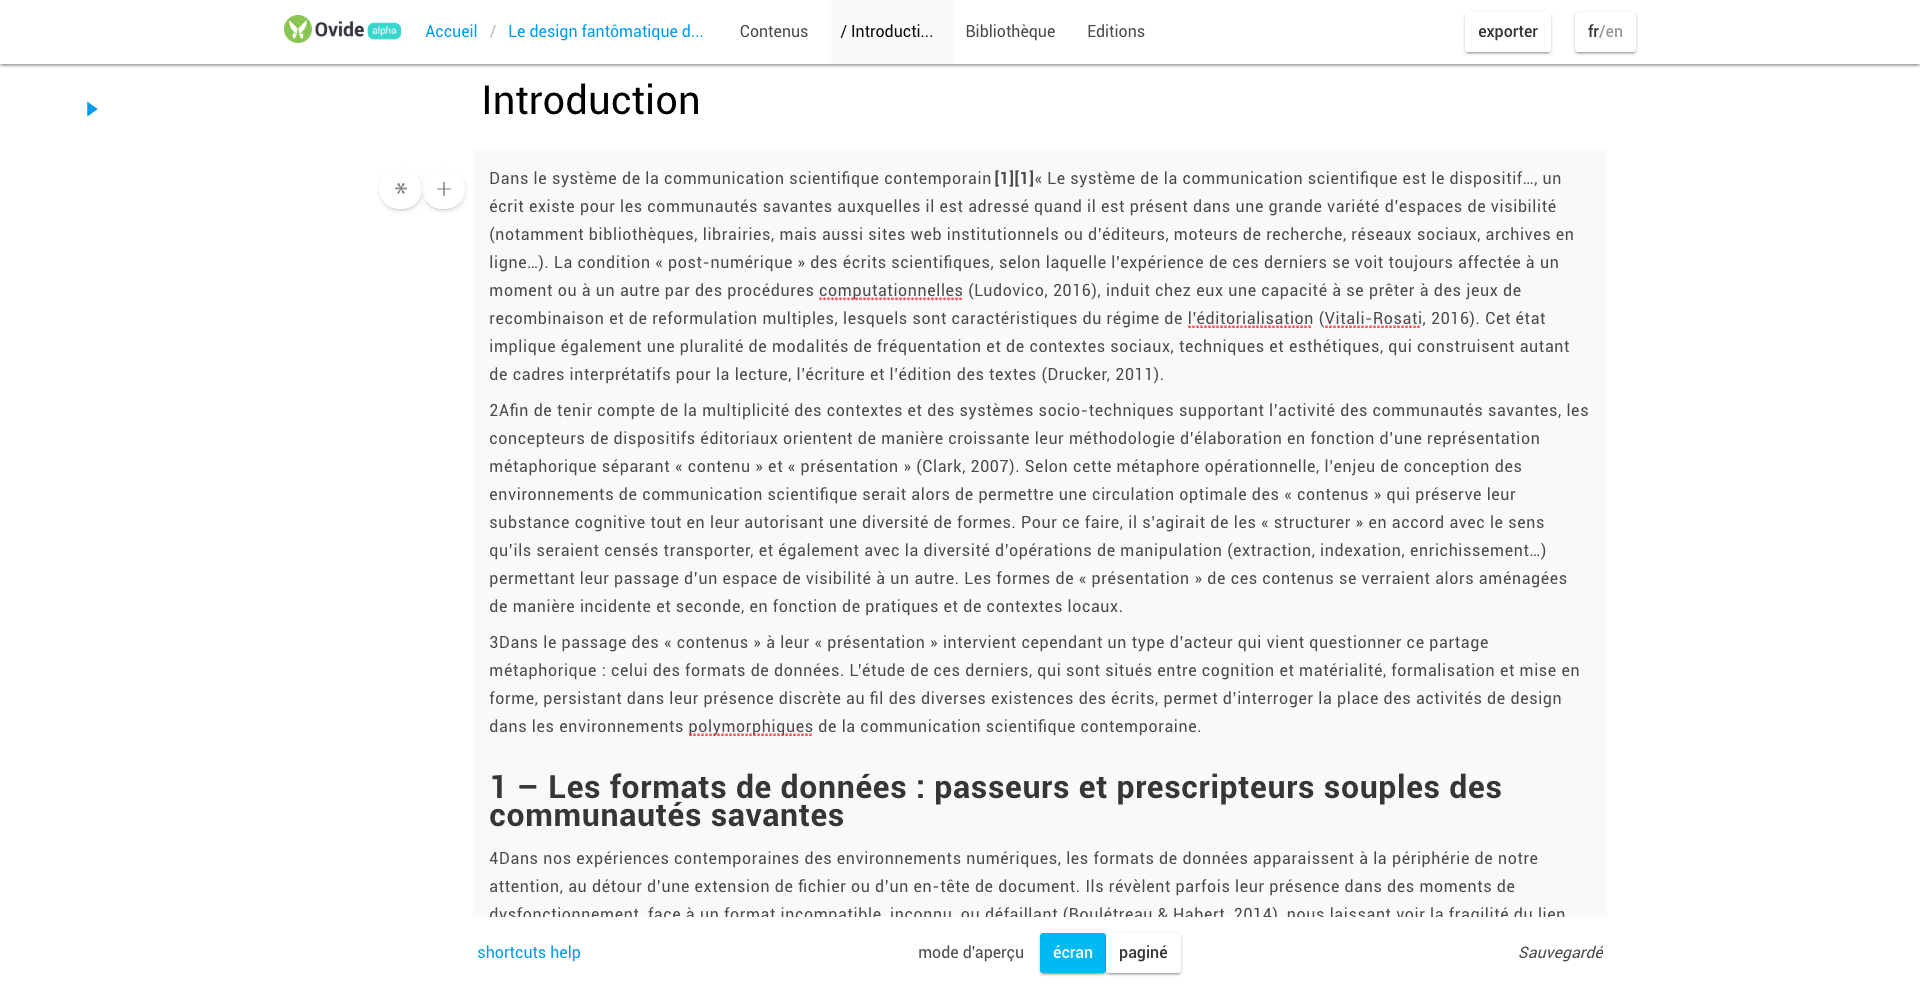 Ovide alpha
Accueil / Le design fantômatique d... Contenus / Introducti... Bibliothèque Editions exporter fr/en
Introduction
Dans le système de la communication scientifique contemporain[1][1]« Le système de la communication scientifique est le dispositif…, un
écrit existe pour les communautés savantes auxquelles il est adressé quand il est présent dans une grande variété d'espaces de visibilité
(notamment bibliothèques, librairies, mais aussi sites web institutionnels ou d'éditeurs, moteurs de recherche, réseaux sociaux, archives en
ligne…). La condition « post-numérique » des écrits scientifiques, selon laquelle l'expérience de ces derniers se voit toujours affectée à un
moment ou à un autre par des procédures computationnelles (Ludovico, 2016), induit chez eux une capacité à se prêter à des jeux de
recombinaison et de reformulation multiples, lesquels sont caractéristiques du régime de l'éditorialisation (Vitali-Rosati, 2016). Cet état
implique également une pluralité de modalités de fréquentation et de contextes sociaux, techniques et esthétiques, qui construisent autant
de cadres interprétatifs pour la lecture, l'écriture et l'édition des textes (Drucker, 2011).
2Afin de tenir compte de la multiplicité des contextes et des systèmes socio-techniques supportant l'activité des communautés savantes, les
concepteurs de dispositifs éditoriaux orientent de manière croissante leur méthodologie d'élaboration en fonction d'une représentation
métaphorique séparant « contenu » et « présentation » (Clark, 2007). Selon cette métaphore opérationnelle, l'enjeu de conception des
environnements de communication scientifique serait alors de permettre une circulation optimale des « contenus » qui préserve leur
substance cognitive tout en leur autorisant une diversité de formes. Pour ce faire, il s'agirait de les « structurer » en accord avec le sens
qu'ils seraient censés transporter, et également avec la diversité d'opérations de manipulation (extraction, indexation, enrichissement…)
permettant leur passage d'un espace de visibilité à un autre. Les formes de « présentation » de ces contenus se verraient alors aménagées
de manière incidente et seconde, en fonction de pratiques et de contextes locaux.
3Dans le passage des « contenus » à leur « présentation » intervient cependant un type d'acteur qui vient questionner ce partage
métaphorique : celui des formats de données. L'étude de ces derniers, qui sont situés entre cognition et matérialité, formalisation et mise en
forme, persistant dans leur présence discrète au fil des diverses existences des écrits, permet d'interroger la place des activités de design
dans les environnements polymorphiques de la communication scientifique contemporaine.
1 – Les formats de données : passeurs et prescripteurs souples des
communautés savantes
4Dans nos expériences contemporaines des environnements numériques, les formats de données apparaissent à la périphérie de notre
attention, au détour d'une extension de fichier ou d'un en-tête de document. Ils révèlent parfois leur présence dans des moments de
dysfonctionnement, face à un format incompatible, inconnu, ou défaillant (Boulétreau & Habert, 2014), nous laissant voir la fragilité du lien
shortcuts help mode d'aperçu écran paginé Sauvegardé